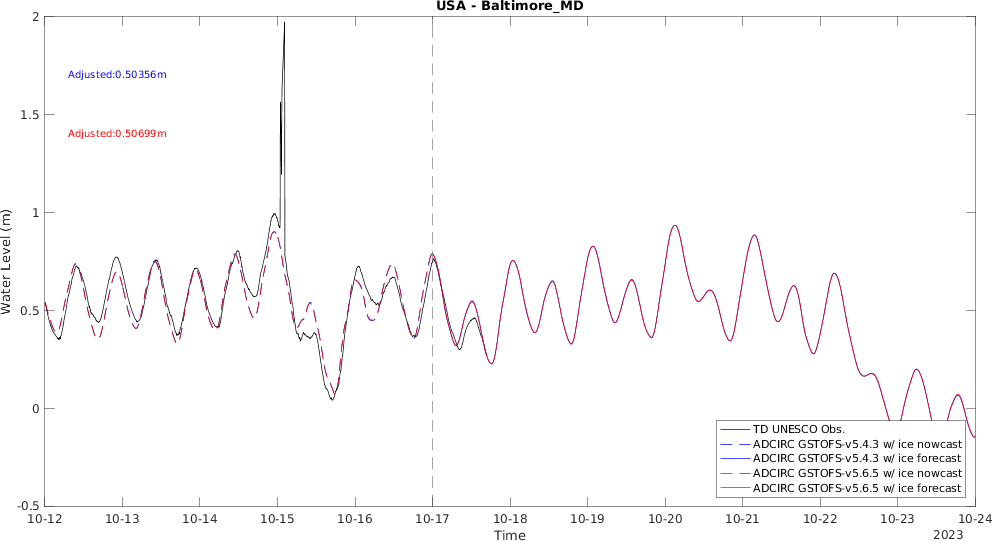 USA - Baltimore_MD
2
Adjusted:0.50356m
1.5
Adjusted:0.50699m
1
Water Level (m)
0.5
0
TD UNESCO Obs.
ADCIRC GSTOFS-v5.4.3 w/ ice nowcast
ADCIRC GSTOFS-v5.4.3 w/ ice forecast
ADCIRC GSTOFS-v5.6.5 w/ ice nowcast
ADCIRC GSTOFS-v5.6.5 w/ ice forecast
-0.5
10-12 10-13 10-14 10-15 10-16 10-17 10-18 10-19 10-20 10-21 10-22 10-23 10-24
Time
2023